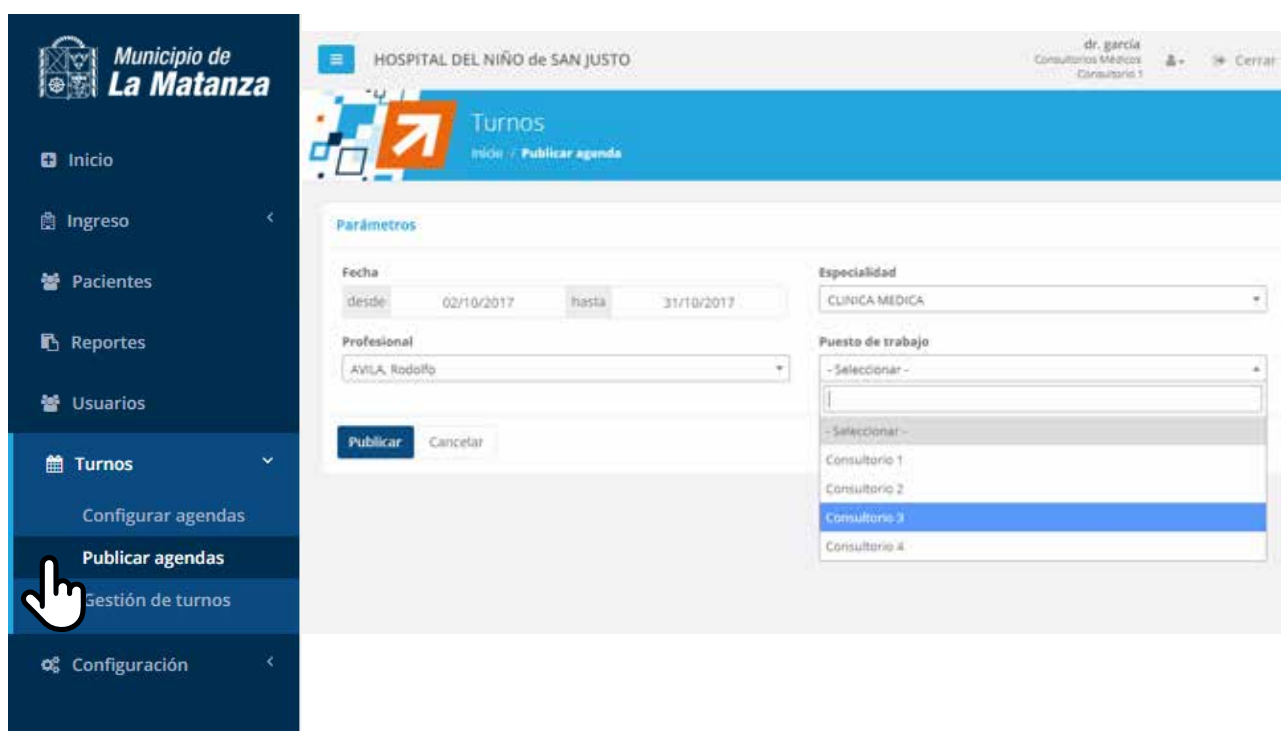 Municipio de
La Matanza
Inicio
Ingreso
Pacientes
Reportes
Usuarios
Turnos
Configurar agendas
Publicar agendas
Gestión de turnos
Configuración
HOSPITAL DEL NIÑO de SAN JUSTO
dr. garcía
Consultorios Médicos
Consultorio 1
Cerrar
Turnos
Inicio / Publicar agenda
Parámetros
Fecha
desde 02/10/2017 hasta 31/10/2017
Especialidad
CLINICA MEDICA
Profesional
AVILA, Rodolfo
Puesto de trabajo
- Seleccionar -
- Seleccionar -
Consultorio 1
Consultorio 2
Consultorio 3
Consultorio 4
Publicar Cancelar